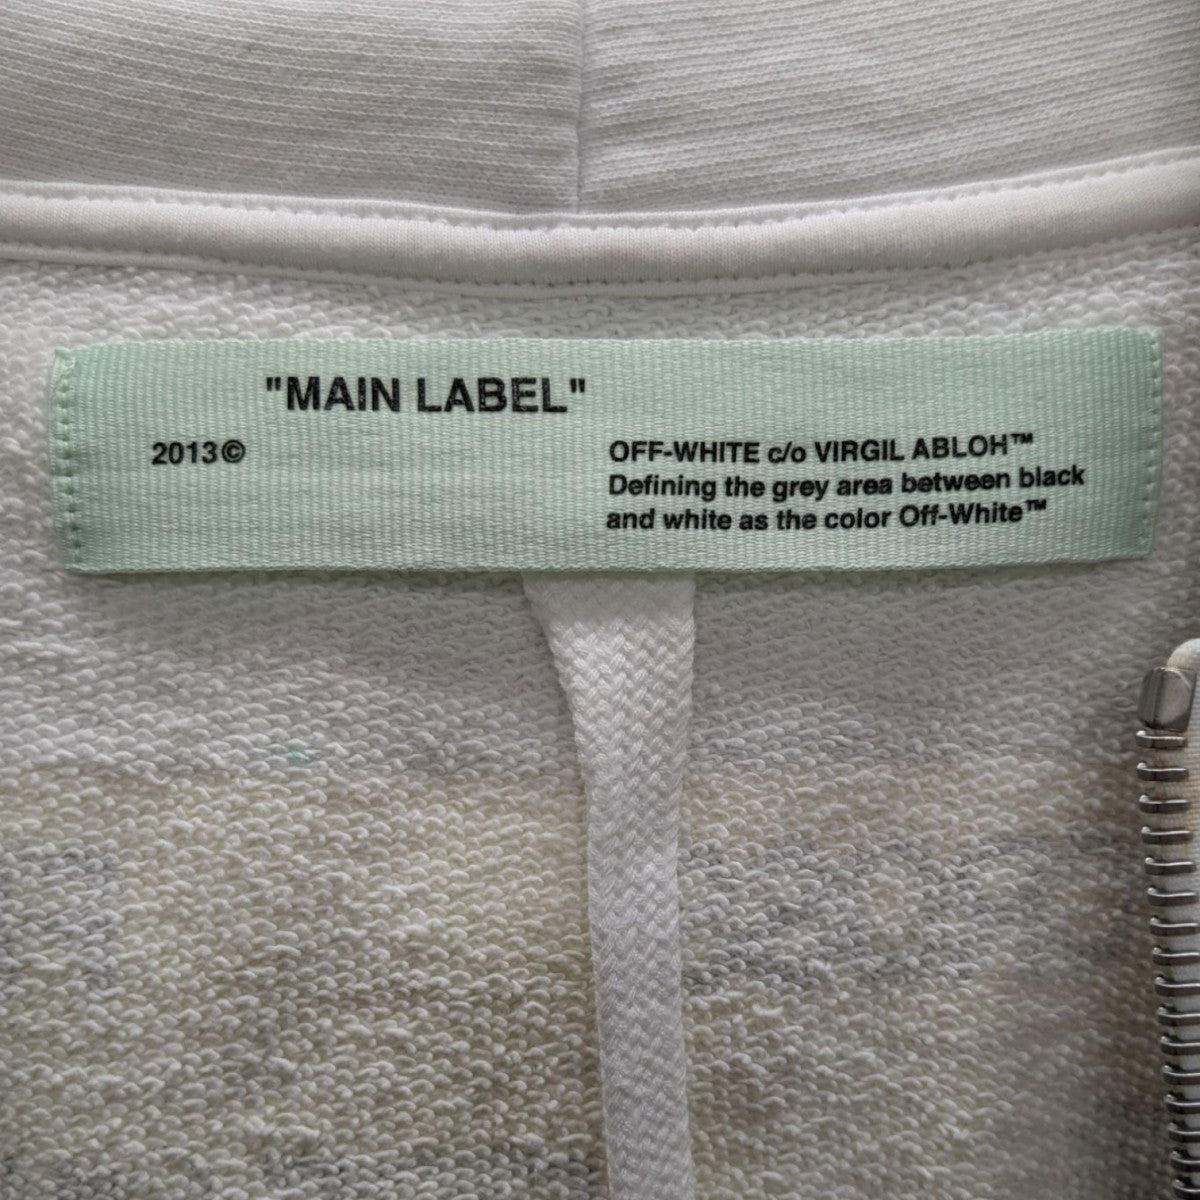 "MAIN LABEL"
2013©
OFF-WHITE c/o VIRGIL ABLOH™
Defining the grey area between black
and white as the color Off-White™